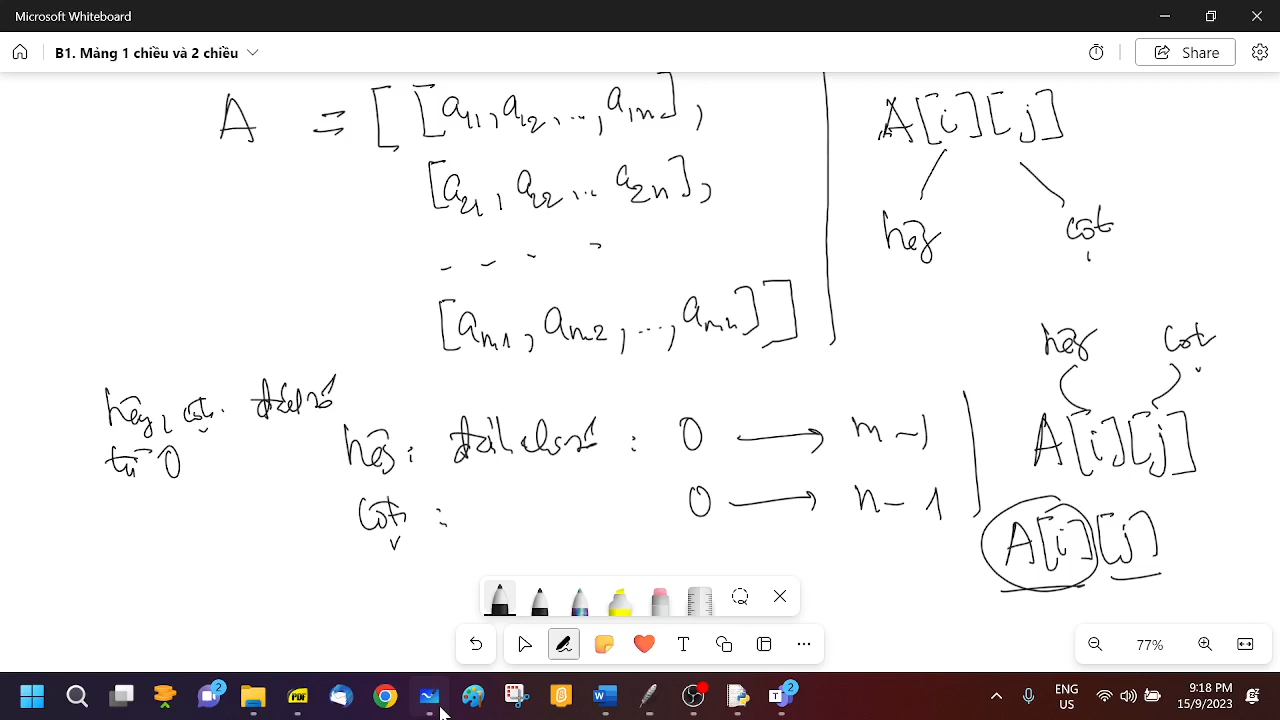 Microsoft Whiteboard
B1. Mảng 1 chiều và 2 chiều
Share
A = [ [a11, a12, ..., a1n],
[a21, a22 ... a2n],
. . . .
[am1, am2, ..., amn] ]
A[i][j]
hàng
cột
hàng cột
A[i][j]
hàng, cột đánh số
từ 0
hàng: đánh chỉ số : 0 → m-1
cột : 0 → n-1
A[i][j]
77%
2
2
ENG
US
9:18 PM
15/9/2023